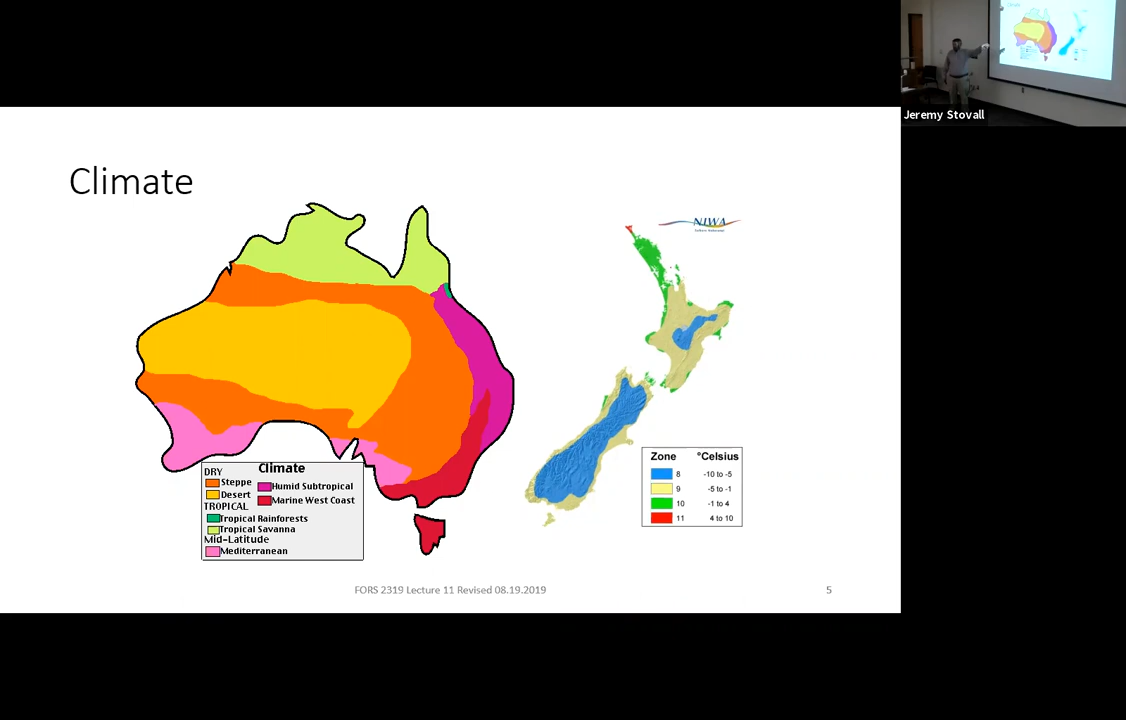 Jeremy Stovall
Climate
NIWA
Climate
DRY
Steppe
Desert
TROPICAL
Tropical Rainforests
Tropical Savanna
Mid-Latitude
Mediterranean
Humid Subtropical
Marine West Coast
Zone °Celsius
8 -10 to -5
9 -5 to -1
10 -1 to 4
11 4 to 10
FORS 2319 Lecture 11 Revised 08.19.2019
5